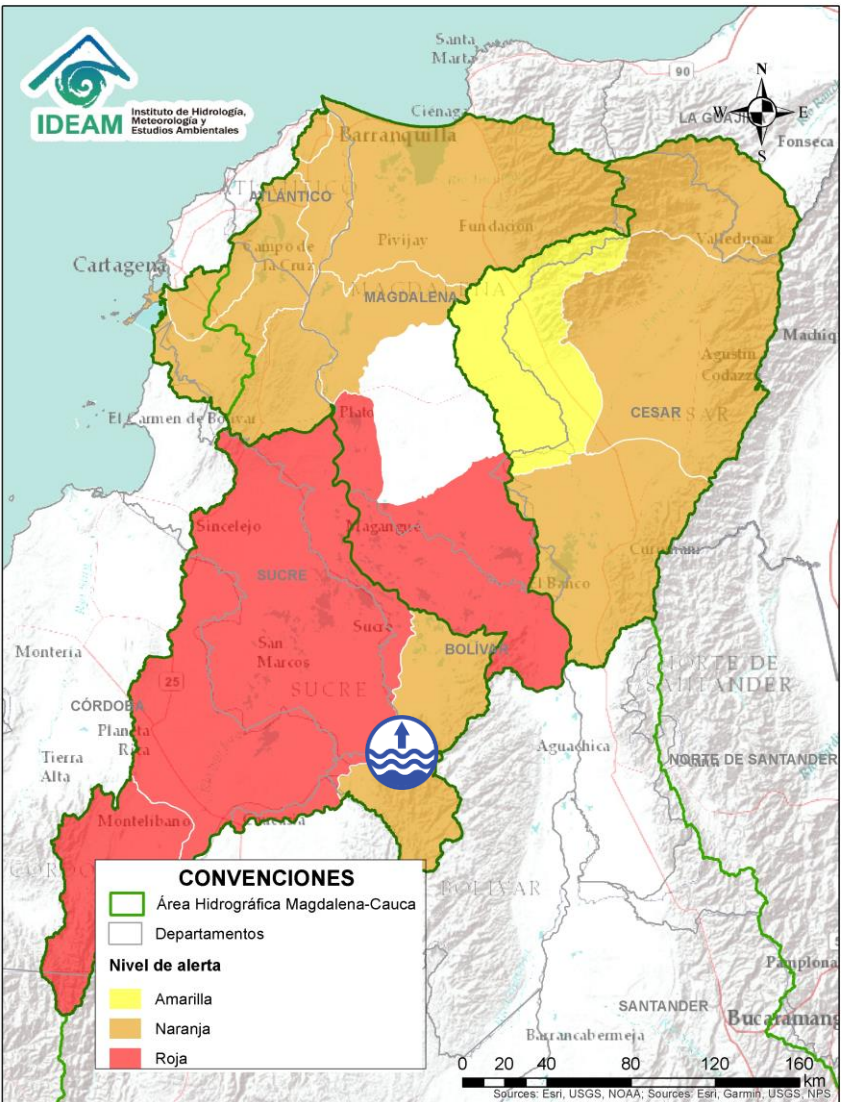 IDEAM
Instituto de Hidrología,
Meteorología y
Estudios Ambientales
Santa
Marta
90
N
W
E
S
LA GUAJIRA
Fonseca
Ciénaga
Barranquilla
ATLÁNTICO
Fundación
Pivijay
Campo de
la Cruz
Valledupar
Cartagena
MAGDALENA
MAGDALENA
Agustín
Codazzi
El Carmen de Bolívar
Plato
CESAR
CESAR
Sincelejo
Magangué
SUCRE
El Banco
Sucre
BOLÍVAR
Montería
San
Marcos
SUCRE
NORTE DE
SANTANDER
25
CÓRDOBA
Planeta
Rica
Tierra
Alta
Aguachica
NORTE DE SANTANDER
Montelibano
BOLÍVAR
CONVENCIONES
Área Hidrográfica Magdalena-Cauca
Departamentos
Nivel de alerta
Amarilla
Naranja
Roja
Pamplona
SANTANDER
Bucaramang
Barrancabermeja
0 20 40 80 120 160
km
Sources: Esri, USGS, NOAA; Sources: Esri, Garmin, USGS, NPS